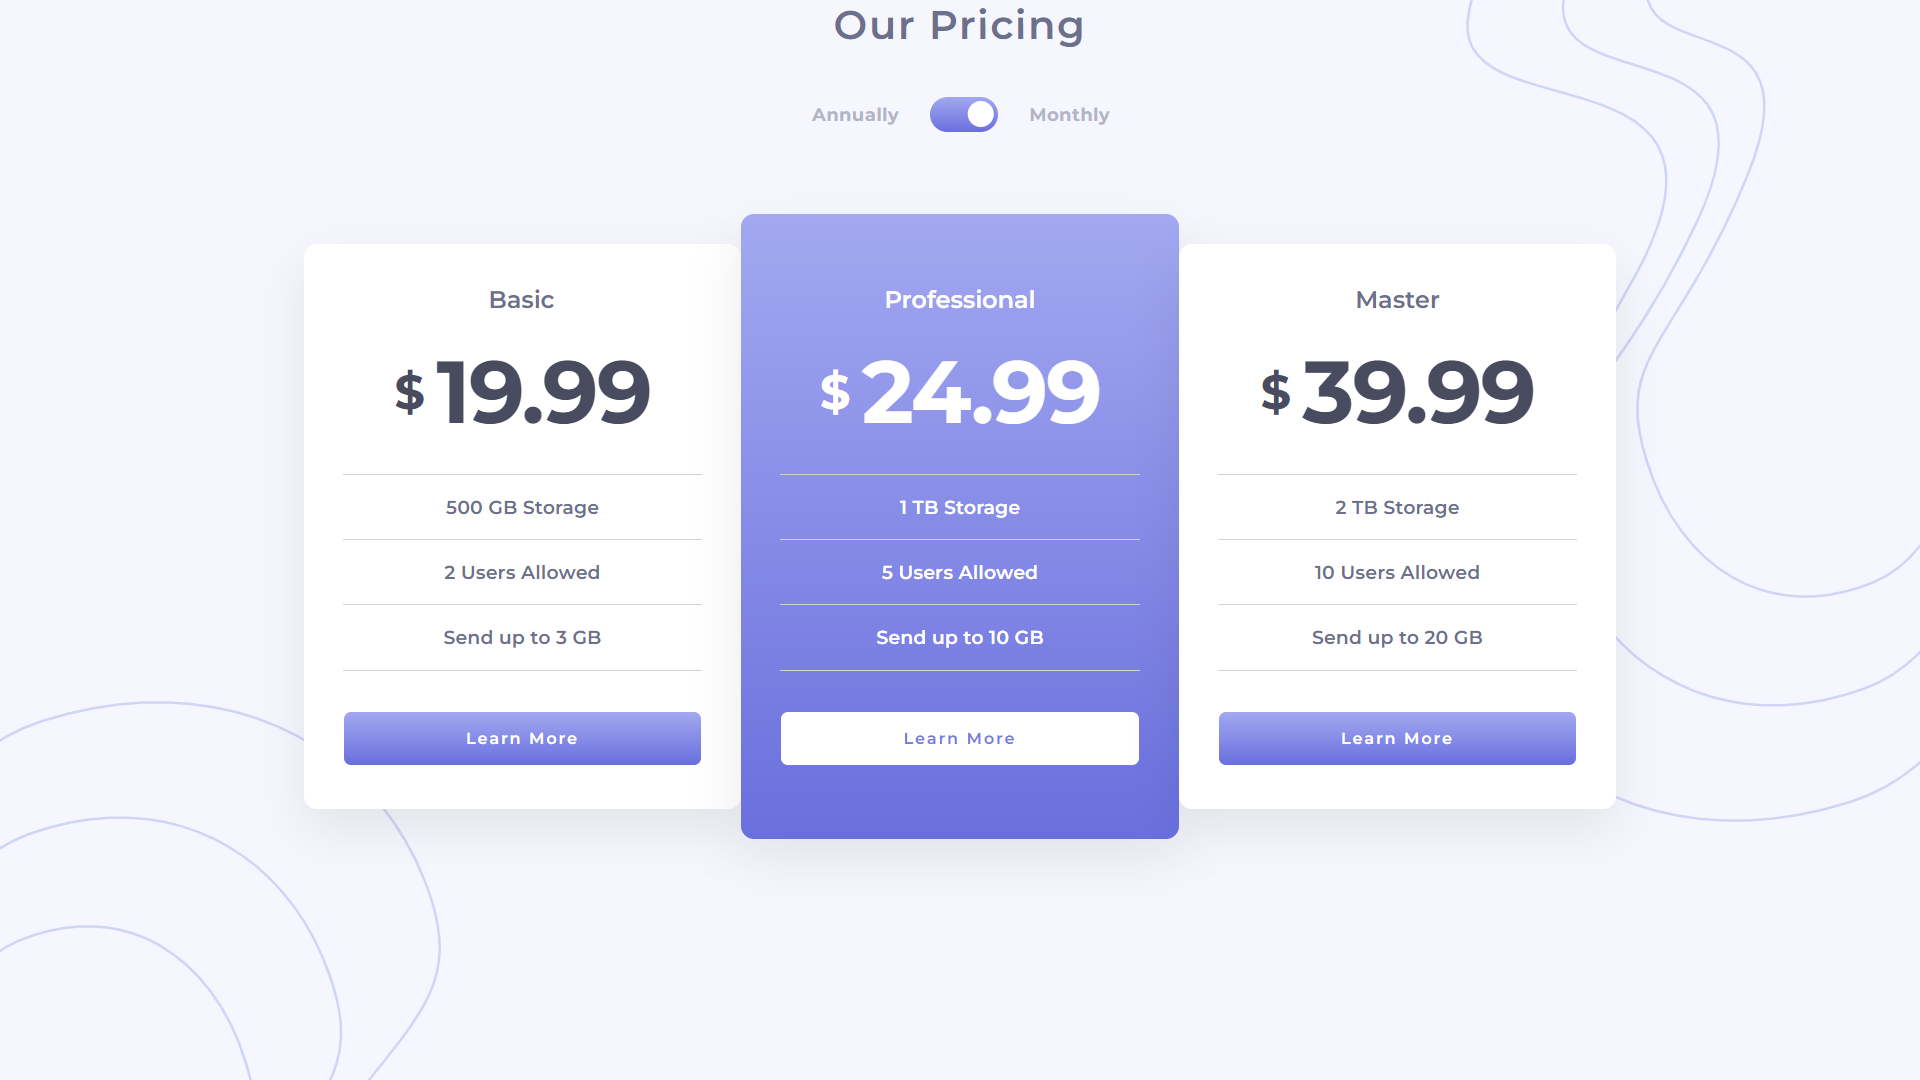 Our Pricing
Annually Monthly
Basic
$ 19.99
500 GB Storage
2 Users Allowed
Send up to 3 GB
Learn More
Professional
$ 24.99
1 TB Storage
5 Users Allowed
Send up to 10 GB
Learn More
Master
$ 39.99
2 TB Storage
10 Users Allowed
Send up to 20 GB
Learn More